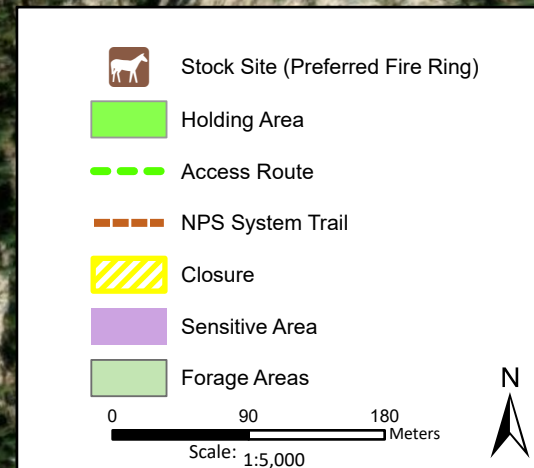 Stock Site (Preferred Fire Ring)
Holding Area
Access Route
NPS System Trail
Closure
Sensitive Area
Forage Areas
N
0 90 180
Meters
Scale: 1:5,000